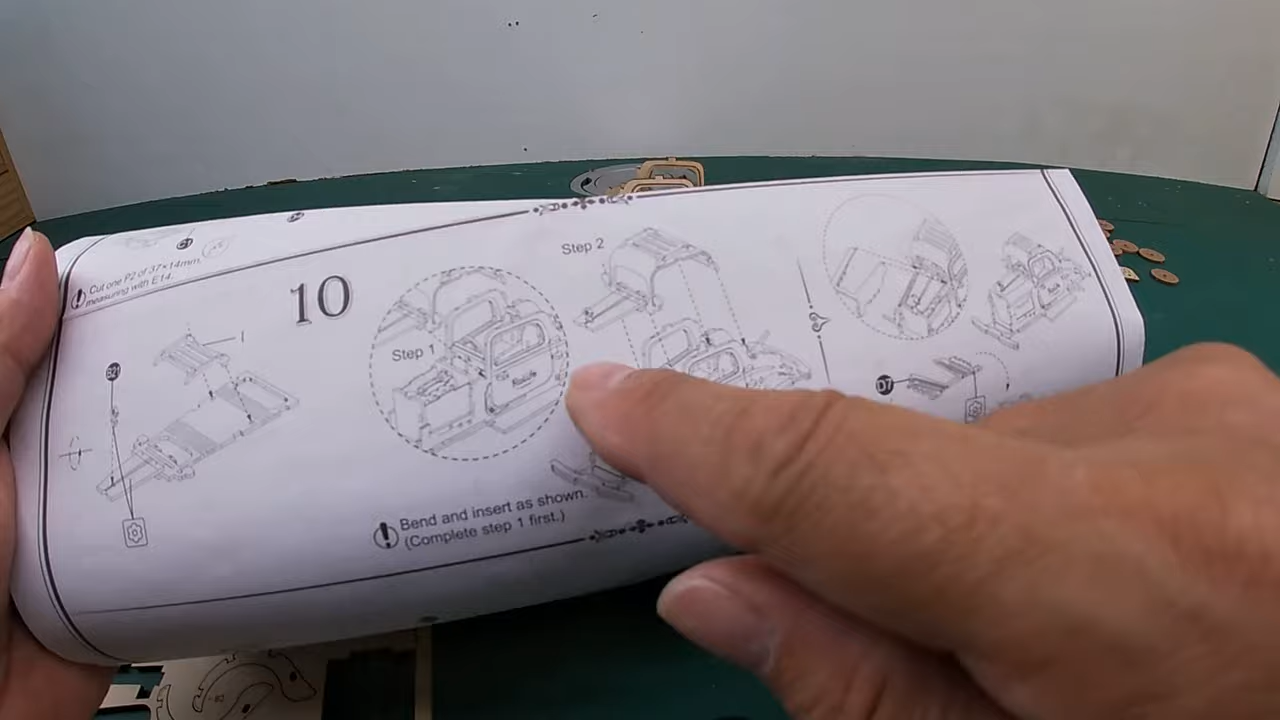 Cut one P2 of 37×14mm,
measuring with E14.
10
Step 1
Step 2
D7
Bend and insert as shown.
(Complete step 1 first.)